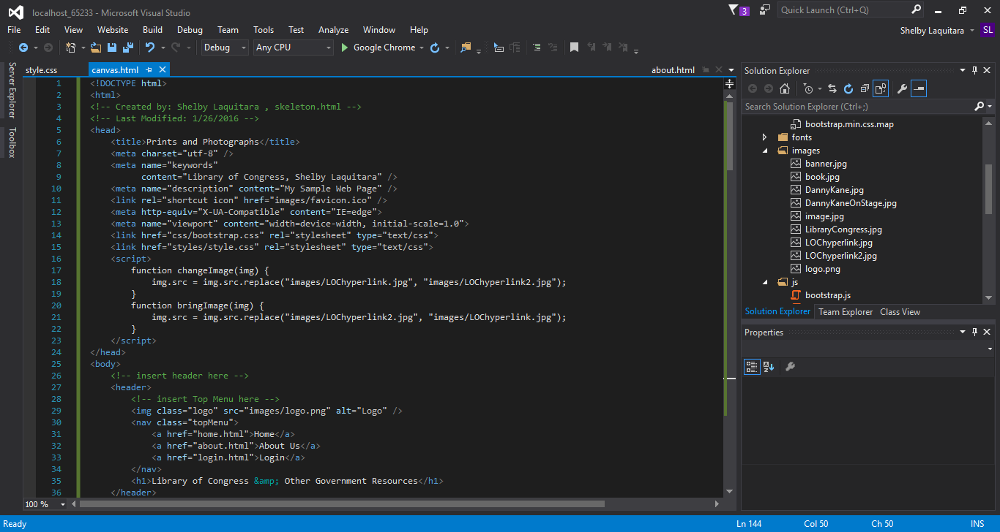 localhost_65233 - Microsoft Visual Studio
3
Quick Launch (Ctrl+Q)
File Edit View Website Build Debug Team Tools Test Analyze Window Help
Shelby Laquitara SL
Debug Any CPU Google Chrome
Server Explorer
Toolbox
style.css canvas.html about.html
1 <!DOCTYPE html>
2 <html>
3 <!-- Created by: Shelby Laquitara , skeleton.html -->
4 <!-- Last Modified: 1/26/2016 -->
5 <head>
6 <title>Prints and Photographs</title>
7 <meta charset="utf-8" />
8 <meta name="keywords"
9 content="Library of Congress, Shelby Laquitara" />
10 <meta name="description" content="My Sample Web Page" />
11 <link rel="shortcut icon" href="images/favicon.ico" />
12 <meta http-equiv="X-UA-Compatible" content="IE=edge">
13 <meta name="viewport" content="width=device-width, initial-scale=1.0">
14 <link href="css/bootstrap.css" rel="stylesheet" type="text/css">
15 <link href="styles/style.css" rel="stylesheet" type="text/css">
16 <script>
17 function changeImage(img) {
18 img.src = img.src.replace("images/LOChyperlink.jpg", "images/LOChyperlink2.jpg");
19 }
20 function bringImage(img) {
21 img.src = img.src.replace("images/LOChyperlink2.jpg", "images/LOChyperlink.jpg");
22 }
23 </script>
24 </head>
25 <body>
26 <!-- insert header here -->
27 <header>
28 <!-- insert Top Menu here -->
29 <img class="logo" src="images/logo.png" alt="Logo" />
30 <nav class="topMenu">
31 <a href="home.html">Home</a>
32 <a href="about.html">About Us</a>
33 <a href="login.html">Login</a>
34 </nav>
35 <h1>Library of Congress &amp; Other Government Resources</h1>
36 </header>
100 %
Solution Explorer
Search Solution Explorer (Ctrl+;)
bootstrap.min.css.map
fonts
images
banner.jpg
book.jpg
DannyKane.jpg
DannyKaneOnStage.jpg
image.jpg
LibraryCongress.jpg
LOChyperlink.jpg
LOChyperlink2.jpg
logo.png
js
bootstrap.js
Solution Explorer Team Explorer Class View
Properties
Ready Ln 144 Col 50 Ch 50 INS